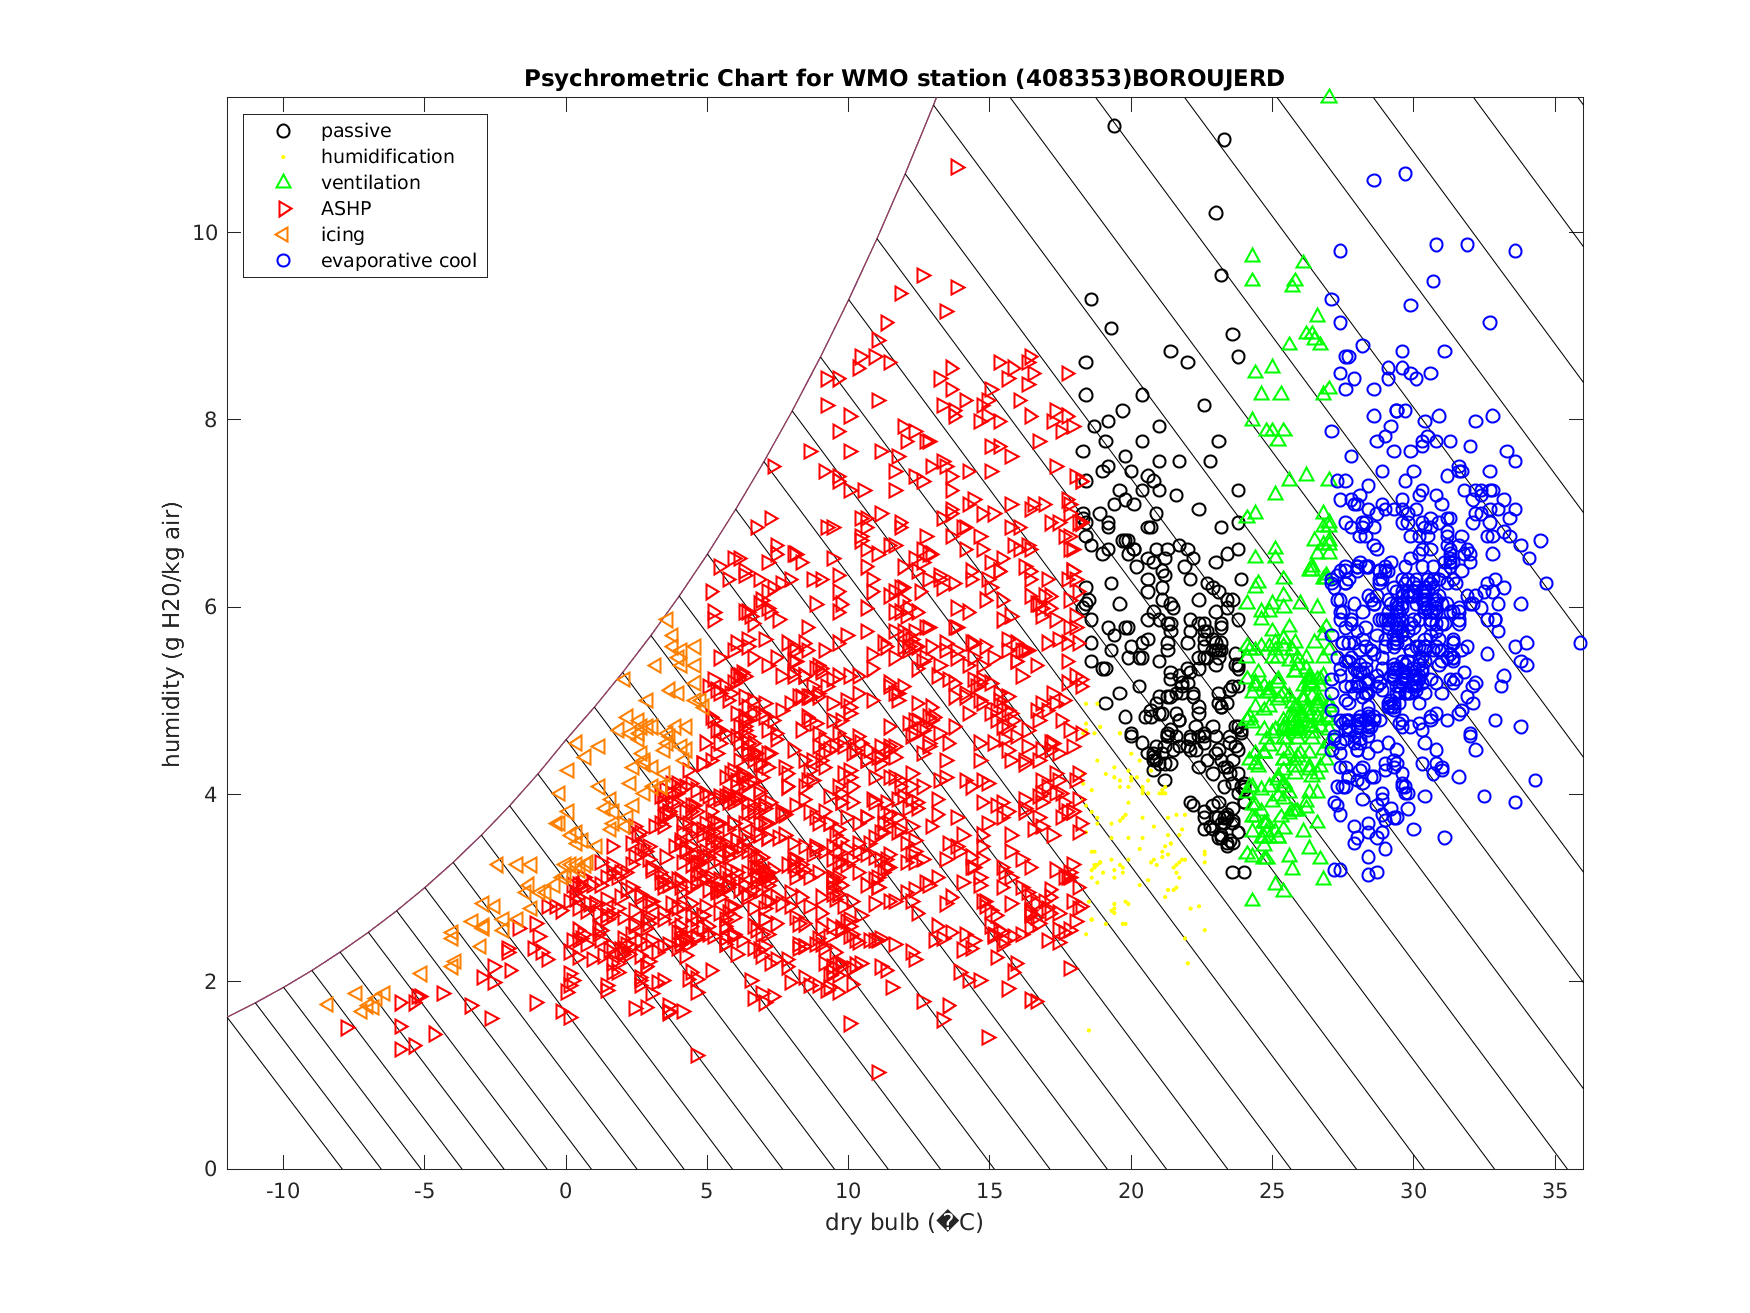 Psychrometric Chart for WMO station (408353)BOROUJERD
passive
humidification
ventilation
ASHP
icing
evaporative cool
humidity (g H20/kg air)
10
8
6
4
2
0
-10 -5 0 5 10 15 20 25 30 35
dry bulb (�C)